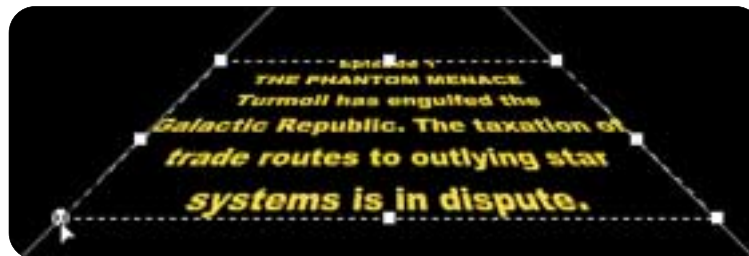 Episode I
THE PHANTOM MENACE
Turmoil has engulfed the
Galactic Republic. The taxation of
trade routes to outlying star
systems is in dispute.